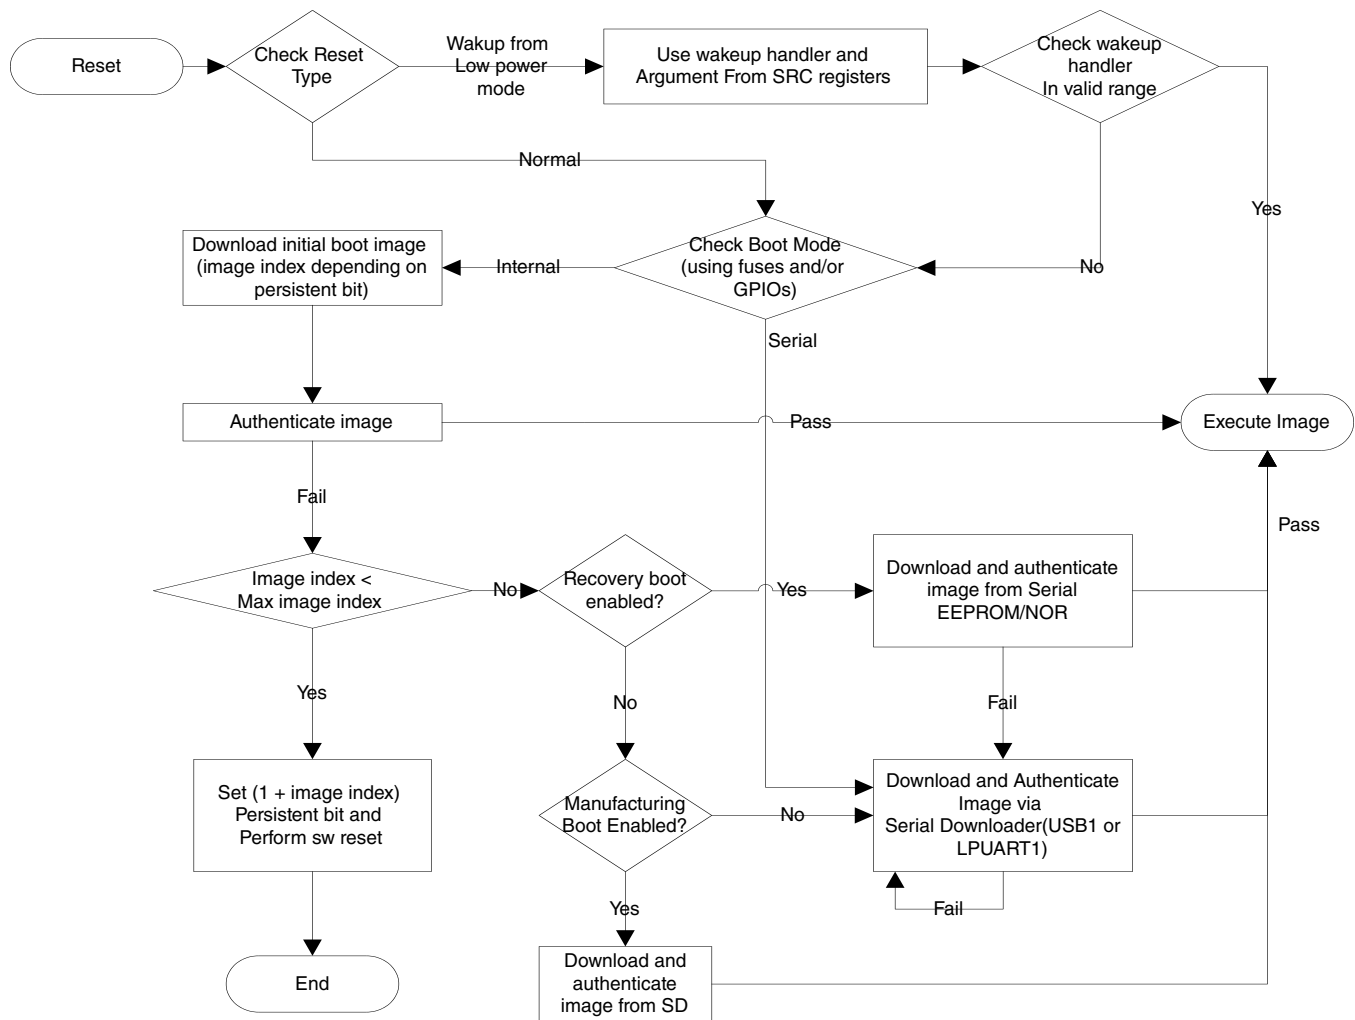 Reset
Check Reset
Type
Wakup from
Low power
mode
Use wakeup handler and
Argument From SRC registers
Check wakeup
handler
In valid range
Normal
Yes
Download initial boot image
(image index depending on
persistent bit)
Internal
Check Boot Mode
(using fuses and/or
GPIOs)
No
Serial
Authenticate image
Pass
Execute Image
Fail
Pass
Image index <
Max image index
No
Recovery boot
enabled?
Yes
Download and authenticate
image from Serial
EEPROM/NOR
Yes
No
Fail
Set (1 + image index)
Persistent bit and
Perform sw reset
Manufacturing
Boot Enabled?
No
Download and Authenticate
Image via
Serial Downloader(USB1 or
LPUART1)
Yes
Fail
End
Download and
authenticate
image from SD